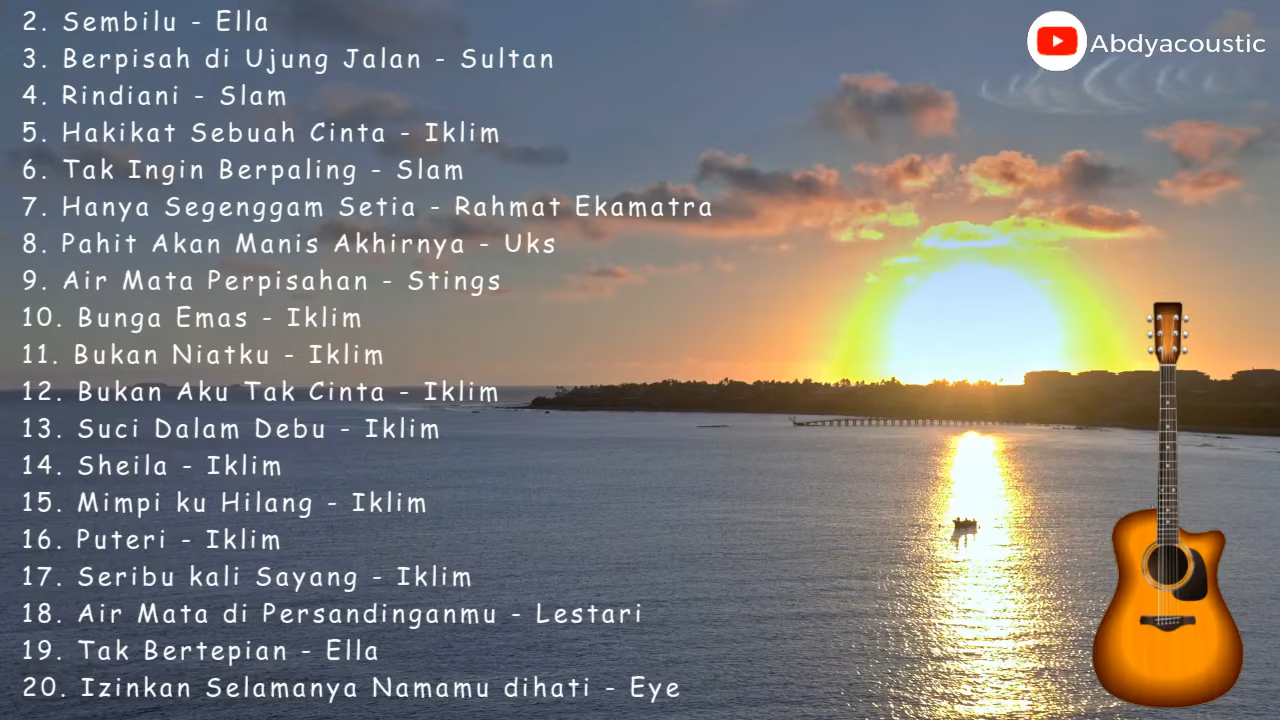 2. Sembilu - Ella
3. Berpisah di Ujung Jalan - Sultan
4. Rindiani - Slam
5. Hakikat Sebuah Cinta - Iklim
6. Tak Ingin Berpaling - Slam
7. Hanya Segenggam Setia - Rahmat Ekamatra
8. Pahit Akan Manis Akhirnya - Uks
9. Air Mata Perpisahan - Stings
10. Bunga Emas - Iklim
11. Bukan Niatku - Iklim
12. Bukan Aku Tak Cinta - Iklim
13. Suci Dalam Debu - Iklim
14. Sheila - Iklim
15. Mimpi ku Hilang - Iklim
16. Puteri - Iklim
17. Seribu kali Sayang - Iklim
18. Air Mata di Persandinganmu - Lestari
19. Tak Bertepian - Ella
20. Izinkan Selamanya Namamu dihati - Eye
Abdyacoustic